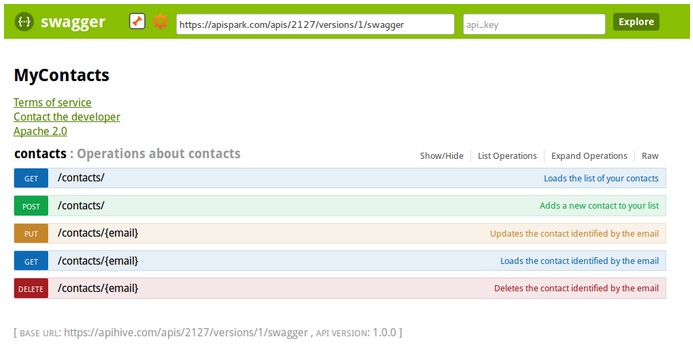 {···} swagger https://apispark.com/apis/2127/versions/1/swagger api_key Explore
MyContacts
Terms of service
Contact the developer
Apache 2.0
contacts : Operations about contacts Show/Hide List Operations Expand Operations Raw
GET /contacts/ Loads the list of your contacts
POST /contacts/ Adds a new contact to your list
PUT /contacts/{email} Updates the contact identified by the email
GET /contacts/{email} Loads the contact identified by the email
DELETE /contacts/{email} Deletes the contact identified by the email
[ BASE URL: https://apihive.com/apis/2127/versions/1/swagger , API VERSION: 1.0.0 ]